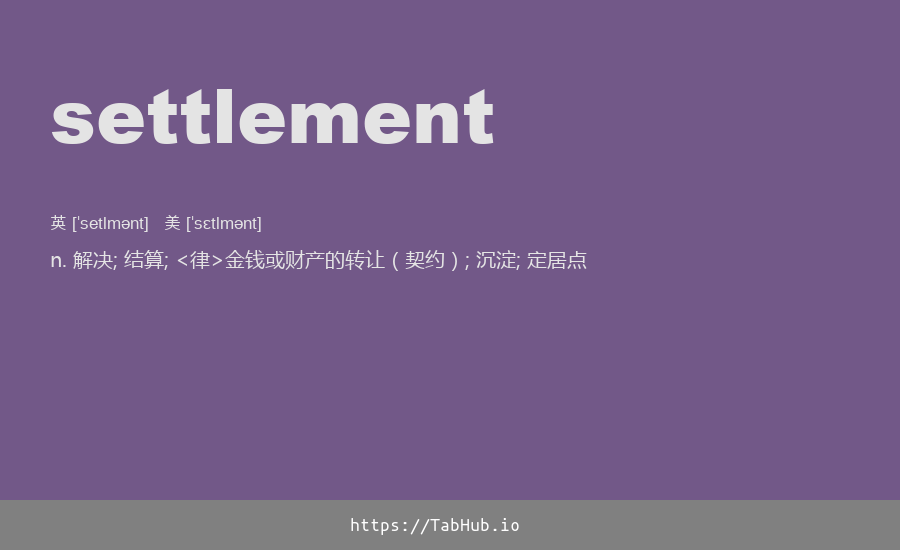 settlement
英 [ˈsetlmənt] 美 [ˈsɛtlmənt]
n. 解决; 结算; <律>金钱或财产的转让 ( 契约 ) ; 沉淀; 定居点
https://TabHub.io